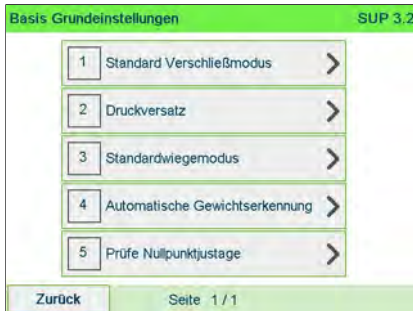 Basis Grundeinstellungen SUP 3.2
1 Standard Verschließmodus
2 Druckversatz
3 Standardwiegemodus
4 Automatische Gewichtserkennung
5 Prüfe Nullpunktjustage
Zurück Seite 1 / 1